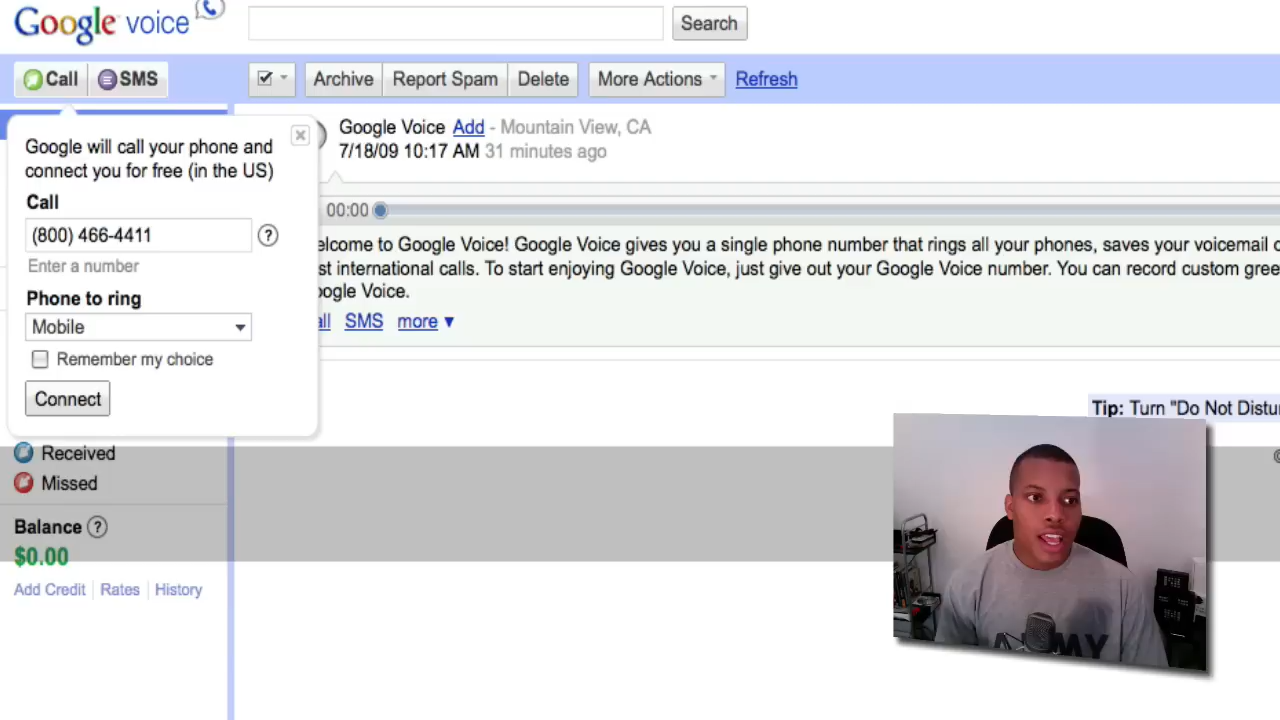 Google voice
Search
Call
SMS
Archive
Report Spam
Delete
More Actions
Refresh
Google will call your phone and
connect you for free (in the US)
Call
(800) 466-4411
?
Enter a number
Phone to ring
Mobile
Remember my choice
Connect
Google Voice Add - Mountain View, CA
7/18/09 10:17 AM 31 minutes ago
00:00
elcome to Google Voice! Google Voice gives you a single phone number that rings all your phones, saves your voicemail
st international calls. To start enjoying Google Voice, just give out your Google Voice number. You can record custom gree
oogle Voice.
all SMS more ▼
Tip: Turn "Do Not Distu
Received
Missed
Balance ?
$0.00
Add Credit | Rates | History